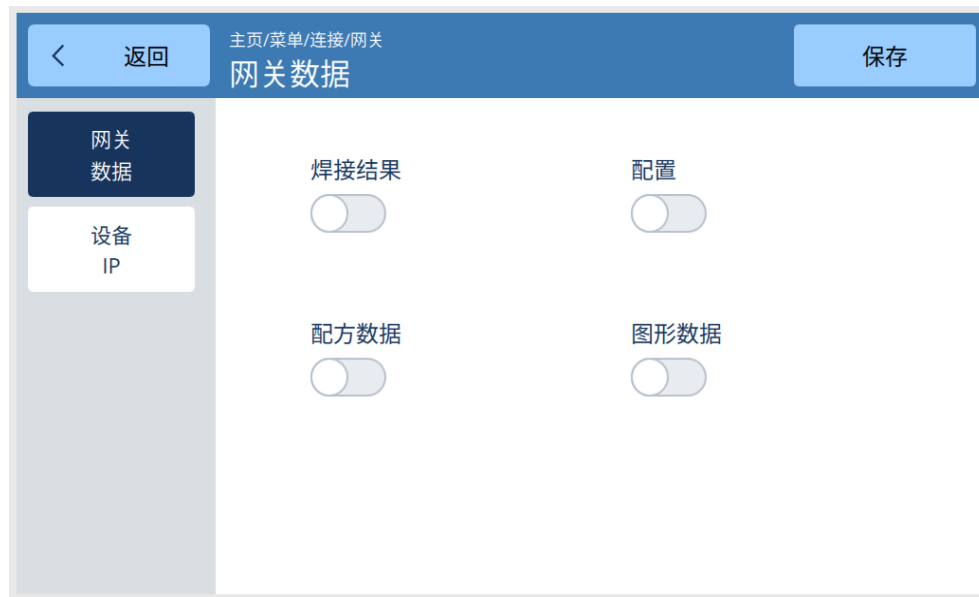 返回
主页/菜单/连接/网关
网关数据
保存
网关
数据
设备
IP
焊接结果
配置
配方数据
图形数据